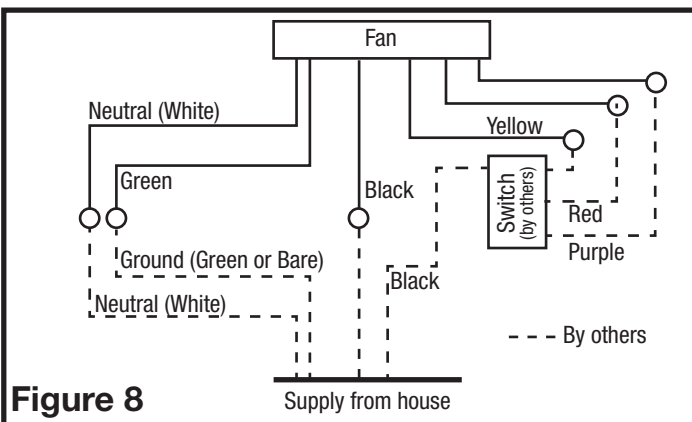 Fan
Neutral (White)
Yellow
Green
Black
Switch
(by others)
Red
Ground (Green or Bare)
Purple
Black
Neutral (White)
By others
Figure 8
Supply from house